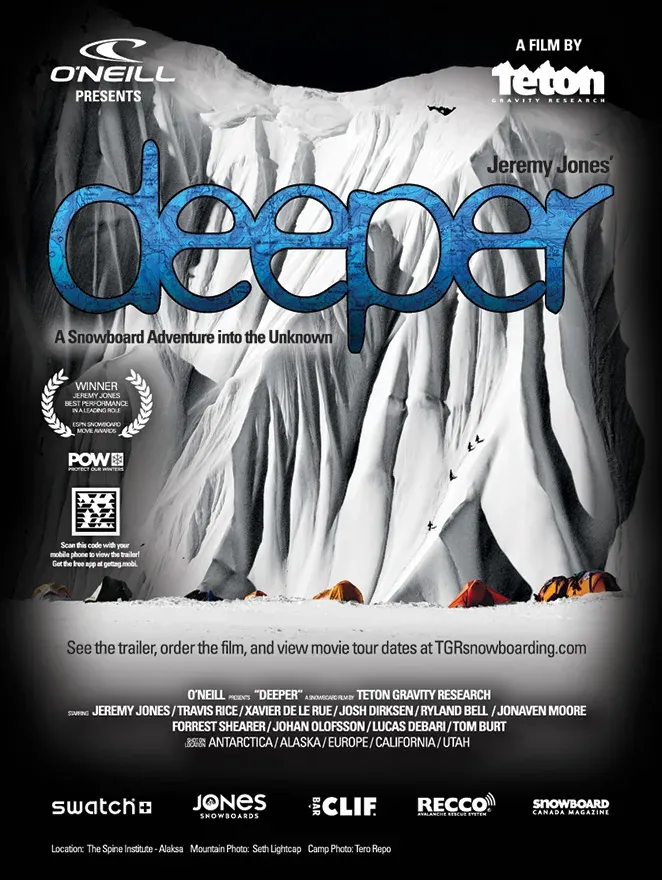 O'NEILL
PRESENTS
A FILM BY
teton
GRAVITY RESEARCH
Jeremy Jones'
deeper
A Snowboard Adventure into the Unknown
WINNER
JEREMY JONES
BEST PERFORMANCE
IN A LEADING ROLE
ESPN SNOWBOARD
MOVIE AWARDS
POW
PROTECT OUR WINTERS
Scan this code with your
mobile phone to view the trailer!
Get the free app at gettag.mobi.
See the trailer, order the film, and view movie tour dates at TGRsnowboarding.com
O'NEILL PRESENTS "DEEPER" A SNOWBOARD FILM BY TETON GRAVITY RESEARCH
STARRING JEREMY JONES / TRAVIS RICE / XAVIER DE LE RUE / JOSH DIRKSEN / RYLAND BELL / JONAVEN MOORE
FORREST SHEARER / JOHAN OLOFSSON / LUCAS DEBARI / TOM BURT
SHOT ON LOCATION ANTARCTICA / ALASKA / EUROPE / CALIFORNIA / UTAH
swatch
JONES
SNOWBOARDS
CLIF BAR
RECCO
AVALANCHE RESCUE SYSTEM
SNOWBOARD
CANADA MAGAZINE
Location: The Spine Institute - Alaksa Mountain Photo: Seth Lightcap Camp Photo: Tero Repo